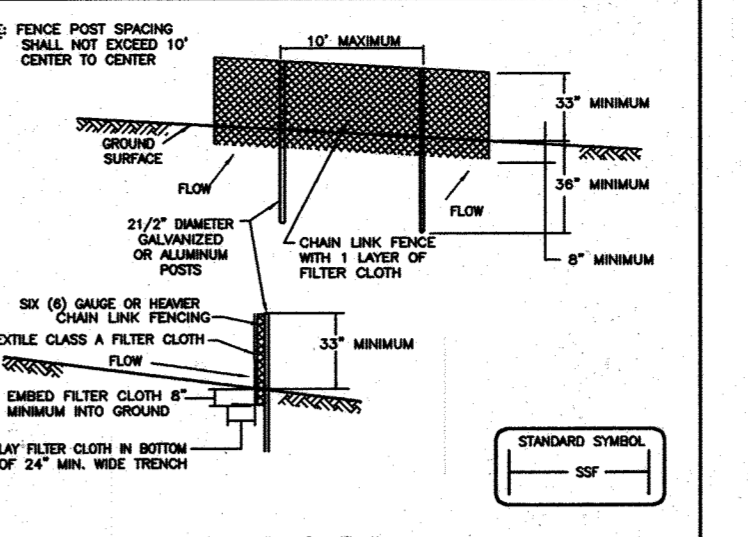 : FENCE POST SPACING
SHALL NOT EXCEED 10'
CENTER TO CENTER
10' MAXIMUM
33" MINIMUM
GROUND
SURFACE
FLOW
FLOW
36" MINIMUM
21/2" DIAMETER
GALVANIZED
OR ALUMINUM
POSTS
CHAIN LINK FENCE
WITH 1 LAYER OF
FILTER CLOTH
8" MINIMUM
SIX (6) GAUGE OR HEAVIER
CHAIN LINK FENCING
EXTILE CLASS A FILTER CLOTH
FLOW
33" MINIMUM
EMBED FILTER CLOTH 8"
MINIMUM INTO GROUND
LAY FILTER CLOTH IN BOTTOM
OF 24" MIN. WIDE TRENCH
STANDARD SYMBOL
SSF